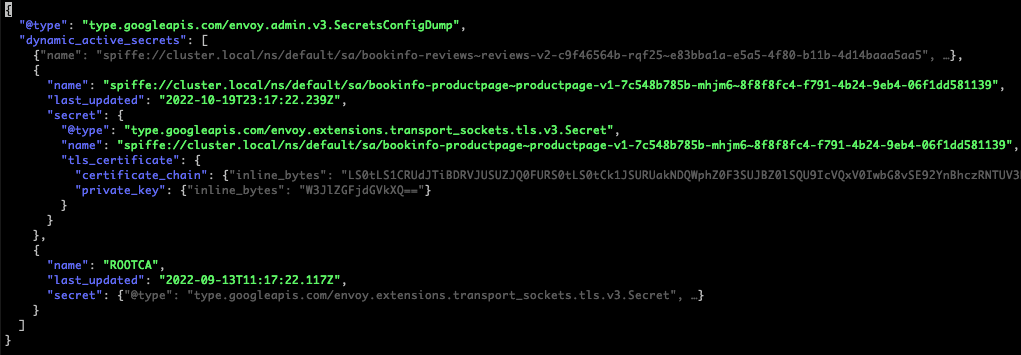 {
  "@type": "type.googleapis.com/envoy.admin.v3.SecretsConfigDump",
  "dynamic_active_secrets": [
    {"name": "spiffe://cluster.local/ns/default/sa/bookinfo-reviews~reviews-v2-c9f46564b-rqf25~e83bba1a-e5a5-4f80-b11b-4d14baaa5aa5", …},
    {
      "name": "spiffe://cluster.local/ns/default/sa/bookinfo-productpage~productpage-v1-7c548b785b-mhjm6~8f8f8fc4-f791-4b24-9eb4-06f1dd581139",
      "last_updated": "2022-10-19T23:17:22.239Z",
      "secret": {
        "@type": "type.googleapis.com/envoy.extensions.transport_sockets.tls.v3.Secret",
        "name": "spiffe://cluster.local/ns/default/sa/bookinfo-productpage~productpage-v1-7c548b785b-mhjm6~8f8f8fc4-f791-4b24-9eb4-06f1dd581139",
        "tls_certificate": {
          "certificate_chain": {"inline_bytes": "LS0tLS1CRUdJTiBDRVJUSUZJQ0FURS0tLS0tCk1JSURUakNDQWphZ0F3SUJBZ0lSQU9IcVQxV0IwbG8vSE92YnBhczRNTUV3
          "private_key": {"inline_bytes": "W3JlZGFjdGVkXQ=="}
        }
      }
    },
    {
      "name": "ROOTCA",
      "last_updated": "2022-09-13T11:17:22.117Z",
      "secret": {"@type": "type.googleapis.com/envoy.extensions.transport_sockets.tls.v3.Secret", …}
    }
  ]
}